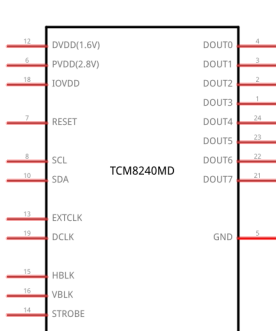 12 DVDD(1.6V) DOUT0 4
6 PVDD(2.8V) DOUT1 3
18 IOVDD DOUT2 2
DOUT3 1
7 RESET DOUT4 24
DOUT5 23
8 SCL DOUT6 22
TCM8240MD
10 SDA DOUT7 21
13 EXTCLK
19 DCLK GND 5
15 HBLK
16 VBLK
14 STROBE